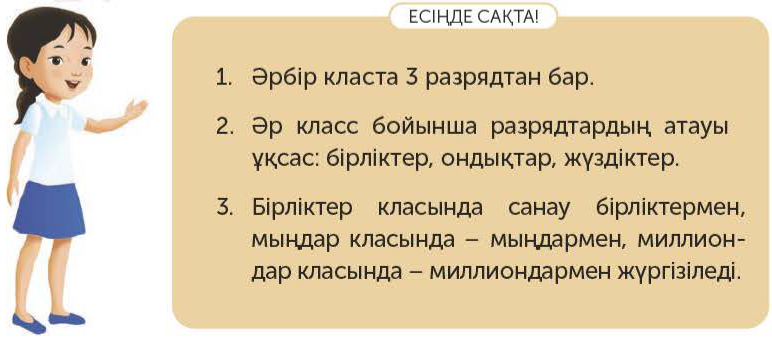 ЕСІҢДЕ САҚТА!
1. Әрбір класта 3 разрядтан бар.
2. Әр класс бойынша разрядтардың атауы
ұқсас: бірліктер, ондықтар, жүздіктер.
3. Бірліктер класында санау бірліктермен,
мыңдар класында – мыңдармен, миллион-
дар класында – миллиондармен жүргізіледі.